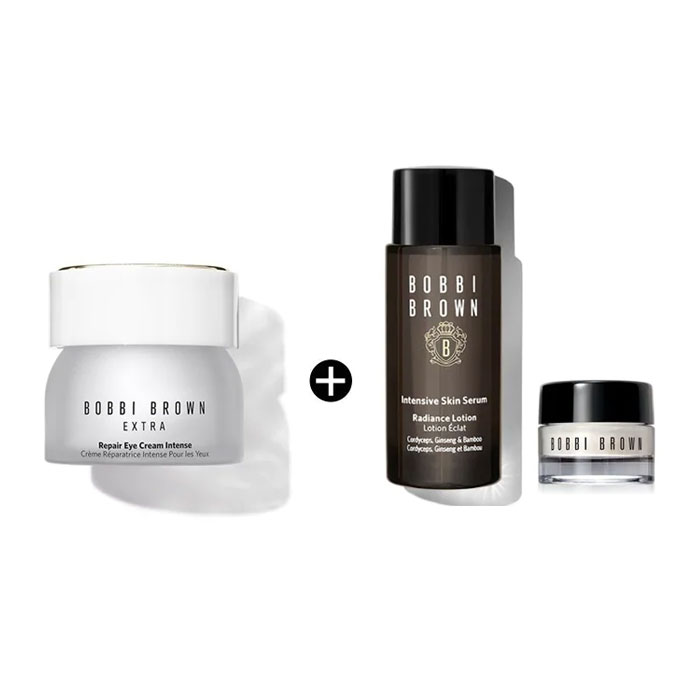 BOBBI BROWN
EXTRA
Repair Eye Cream Intense
Crème Réparatrice Intense Pour les Yeux
BOBBI
BROWN
B
Intensive Skin Serum
Radiance Lotion
Lotion Éclat
Cordyceps, Ginseng & Bamboo
Cordyceps, Ginseng et Bambou
BOBBI BROWN